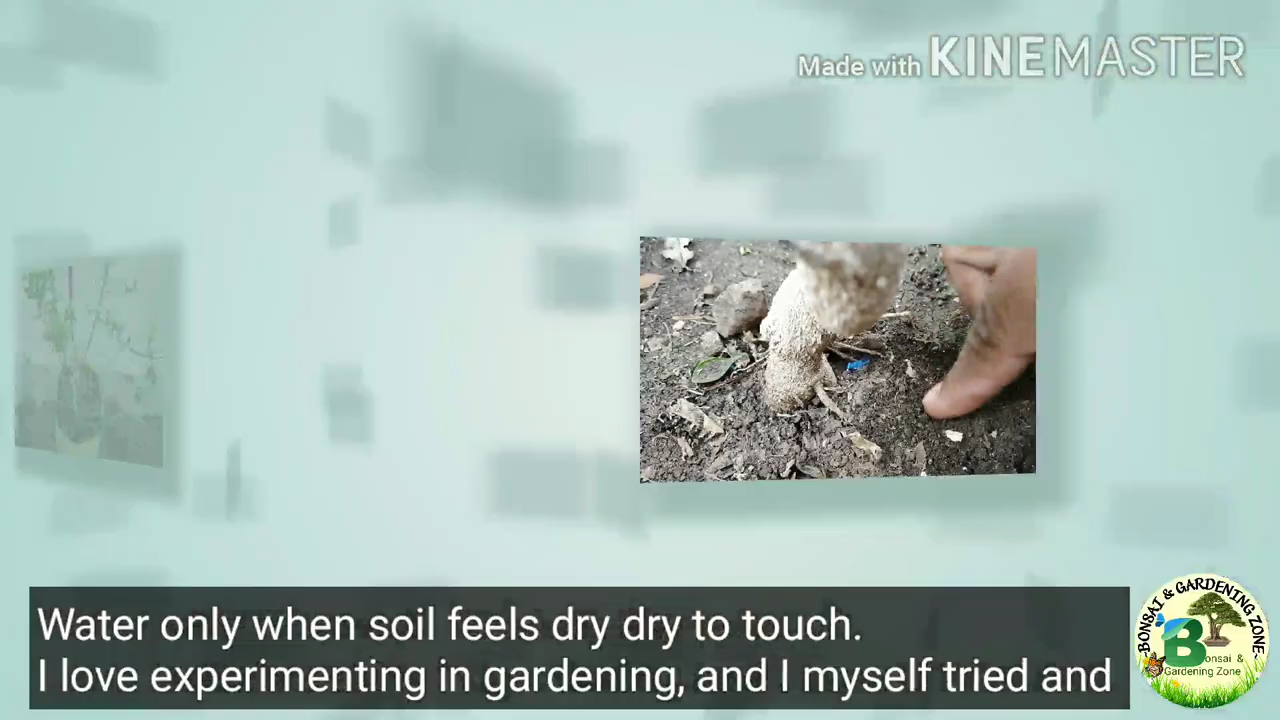 Made with KINEMASTER
Water only when soil feels dry dry to touch.
I love experimenting in gardening, and I myself tried and
BONSAI & GARDENING ZONE
B
onsai &
Gardening Zone